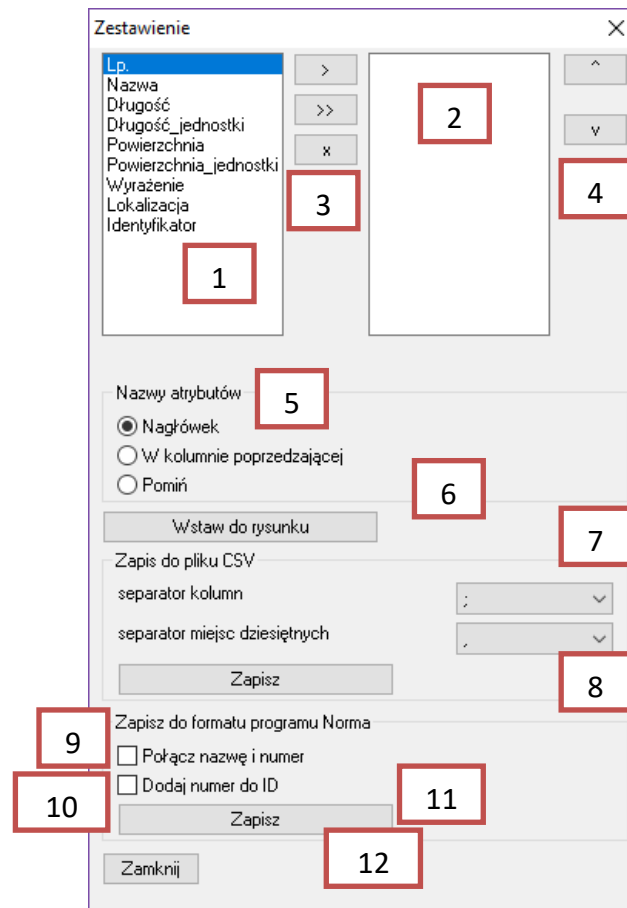 Zestawienie
Lp.
Nazwa
Długość
Długość_jednostki
Powierzchnia
Powierzchnia_jednostki
Wyrażenie
Lokalizacja
Identyfikator
1
>
>>
x
3
2
^
v
4
Nazwy atrybutów
5
Nagłówek
W kolumnie poprzedzającej
Pomiń
6
Wstaw do rysunku
7
Zapis do pliku CSV
separator kolumn ;
separator miejsc dziesiętnych ,
Zapisz
8
Zapisz do formatu programu Norma
9
Połącz nazwę i numer
10
Dodaj numer do ID
11
Zapisz
12
Zamknij